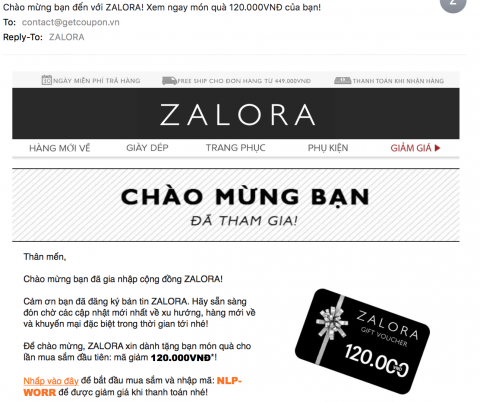 Chào mừng bạn đến với ZALORA! Xem ngay món quà 120.000VNĐ của bạn!
Z
To: contact@getcoupon.vn
Reply-To: ZALORA
NGÀY MIỄN PHÍ TRẢ HÀNG FREE SHIP CHO ĐƠN HÀNG TỪ 449.000VNĐ THANH TOÁN KHI NHẬN HÀNG
ZALORA
HÀNG MỚI VỀ GIÀY DÉP TRANG PHỤC PHỤ KIỆN GIẢM GIÁ
CHÀO MỪNG BẠN
ĐÃ THAM GIA!
Thân mến,
Chào mừng bạn đã gia nhập cộng đồng ZALORA!
Cám ơn bạn đã đăng ký bản tin ZALORA. Hãy sẵn sàng
đón chờ các cập nhật mới nhất về xu hướng, hàng mới về
và khuyến mại đặc biệt trong thời gian tới nhé!
Để chào mừng, ZALORA xin dành tặng bạn món quà cho
lần mua sắm đầu tiên: mã giảm 120.000VNĐ*!
Nhấp vào đây để bắt đầu mua sắm và nhập mã: NLP-
WORR để được giảm giá khi thanh toán nhé!
ZALORA
GIFT VOUCHER
120.000 VNĐ